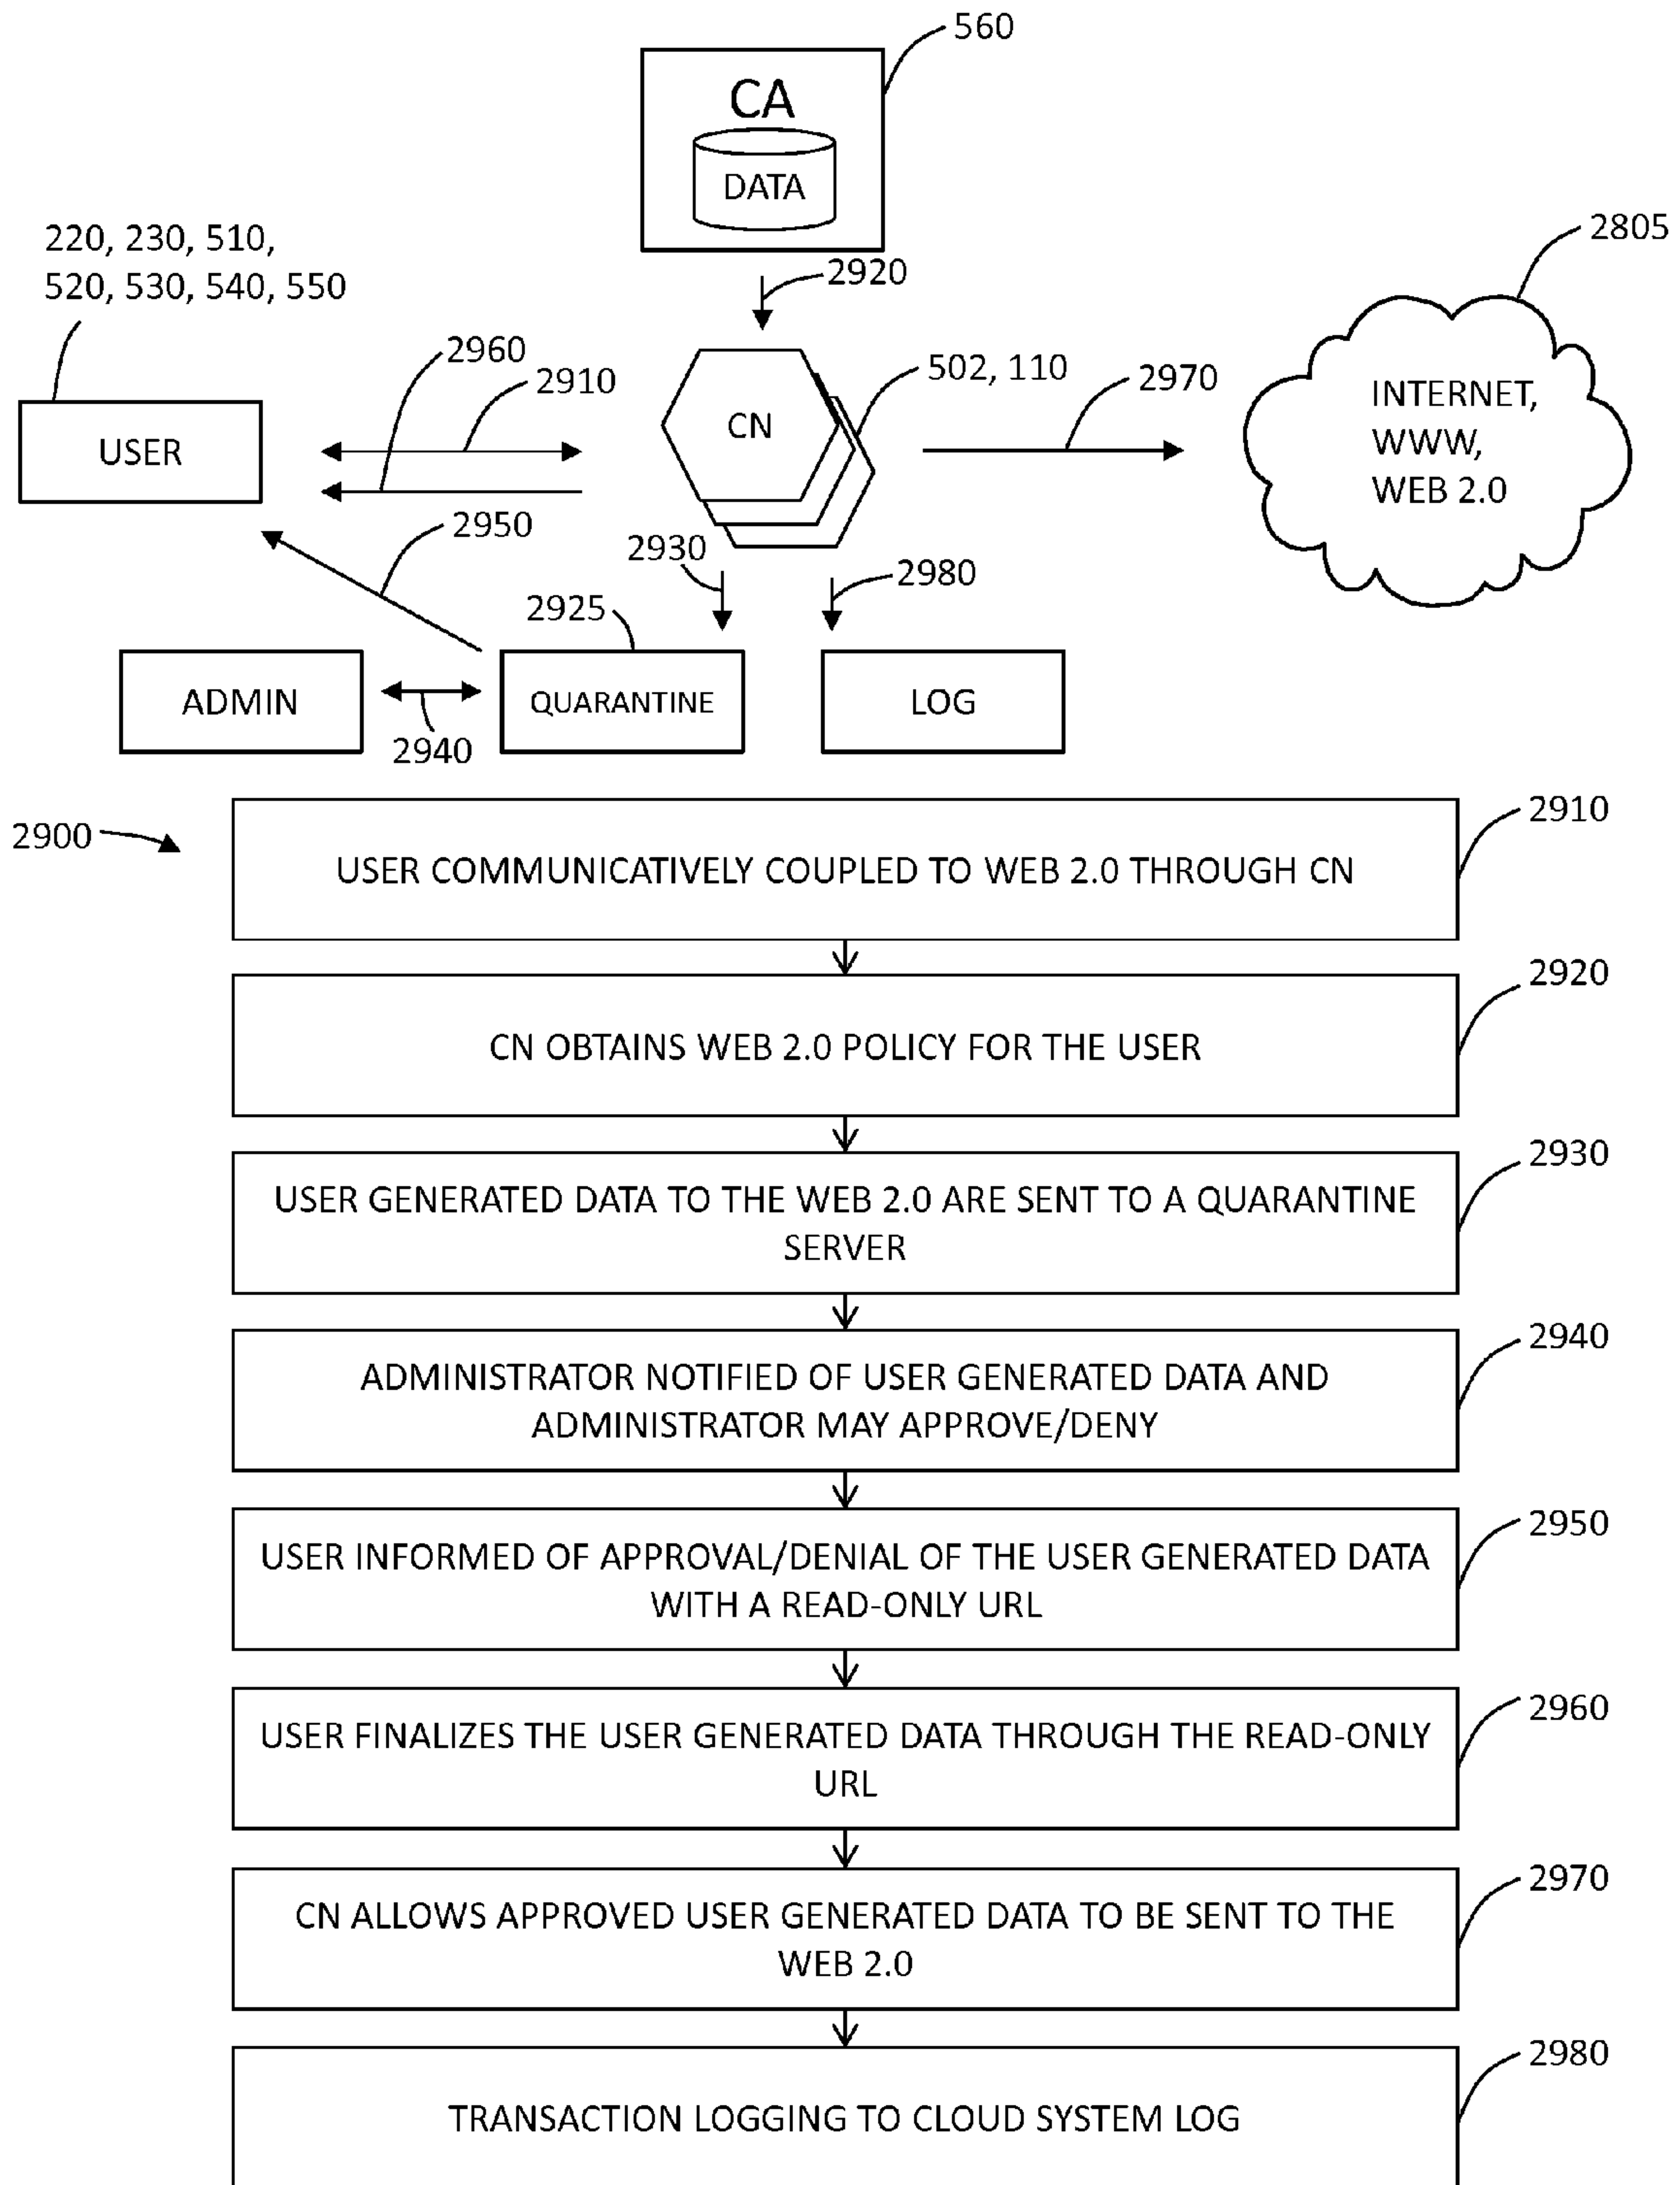 560
CA
DATA
2920
220, 230, 510,
520, 530, 540, 550
2805
2960
2910
502, 110
2970
INTERNET,
WWW,
WEB 2.0
USER
CN
2950
2930
2980
2925
ADMIN
QUARANTINE
LOG
2940
2900
2910
USER COMMUNICATIVELY COUPLED TO WEB 2.0 THROUGH CN
2920
CN OBTAINS WEB 2.0 POLICY FOR THE USER
2930
USER GENERATED DATA TO THE WEB 2.0 ARE SENT TO A QUARANTINE
SERVER
2940
ADMINISTRATOR NOTIFIED OF USER GENERATED DATA AND
ADMINISTRATOR MAY APPROVE/DENY
2950
USER INFORMED OF APPROVAL/DENIAL OF THE USER GENERATED DATA
WITH A READ-ONLY URL
2960
USER FINALIZES THE USER GENERATED DATA THROUGH THE READ-ONLY
URL
2970
CN ALLOWS APPROVED USER GENERATED DATA TO BE SENT TO THE
WEB 2.0
2980
TRANSACTION LOGGING TO CLOUD SYSTEM LOG